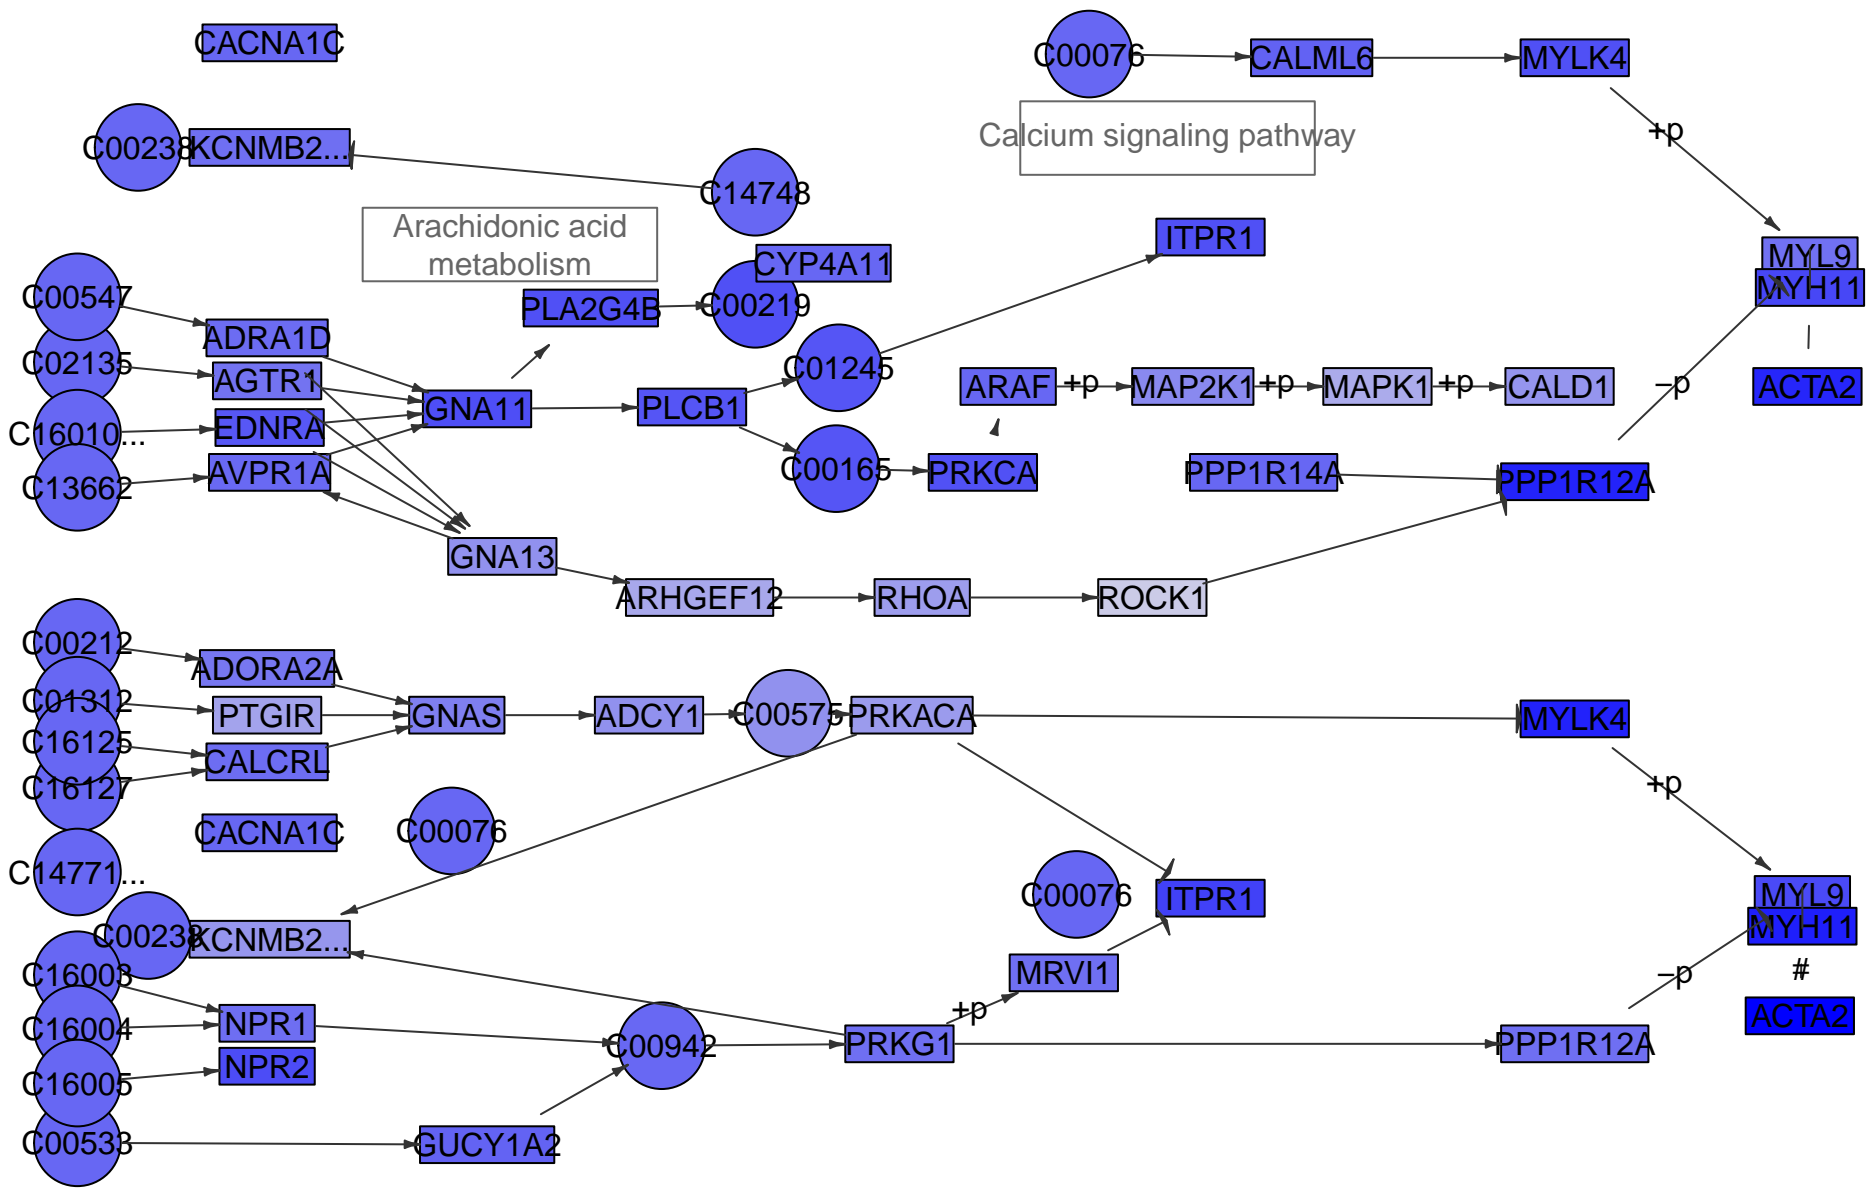 CACNA1C
C00076
CALML6
MYLK4
+p
Calcium signaling pathway
C00238
KCNMB2...
C14748
Arachidonic acid
metabolism
ITPR1
MYL9
MYH11
CYP4A11
C00547
PLA2G4B
C00219
ADRA1D
C02135
AGTR1
C01245
ARAF
+p
MAP2K1
+p
MAPK1
+p
CALD1
−p
ACTA2
GNA11
PLCB1
C16010...
EDNRA
C13662
AVPR1A
C00165
PRKCA
PPP1R14A
PPP1R12A
GNA13
ARHGEF12
RHOA
ROCK1
C00212
ADORA2A
C01312
PTGIR
GNAS
ADCY1
C00575
PRKACA
MYLK4
C16125
CALCRL
C16127
+p
CACNA1C
C00076
C14771...
C00076
ITPR1
MYL9
MYH11
C00238
KCNMB2...
C16003
MRVI1
−p
#
+p
ACTA2
C16004
NPR1
C00942
PRKG1
PPP1R12A
NPR2
C16005
C00533
GUCY1A2